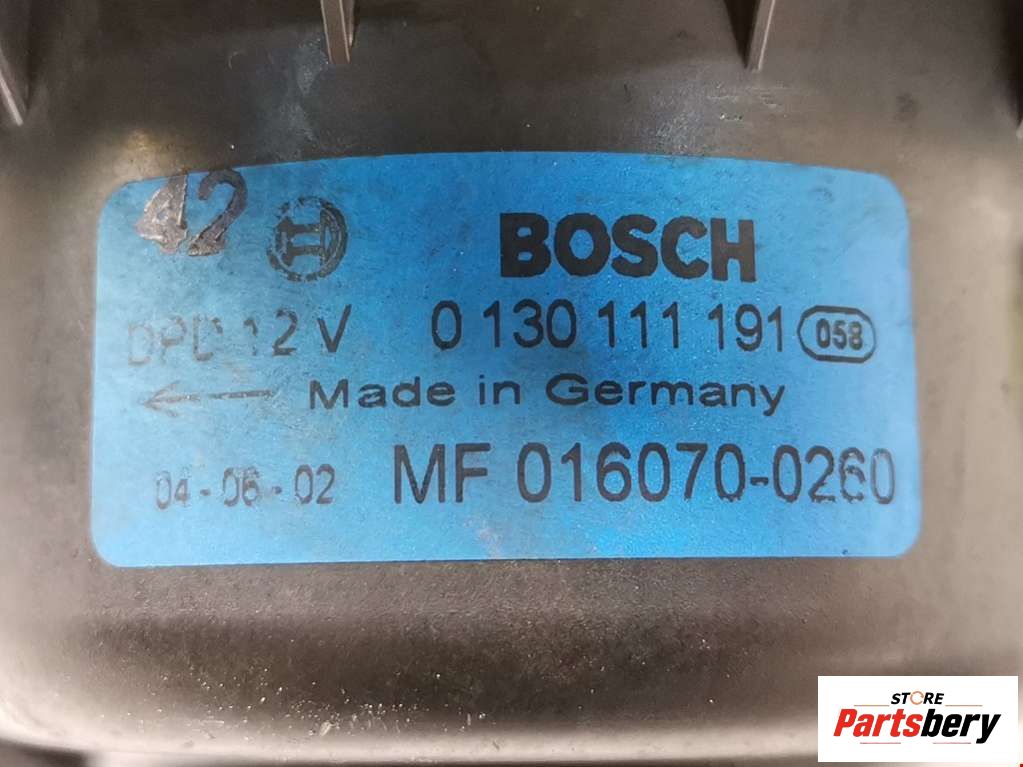 42 BOSCH
DPD 12 V 0 130 111 191 058
Made in Germany
04-06-02 MF 016070-0260
STORE
Partsbery